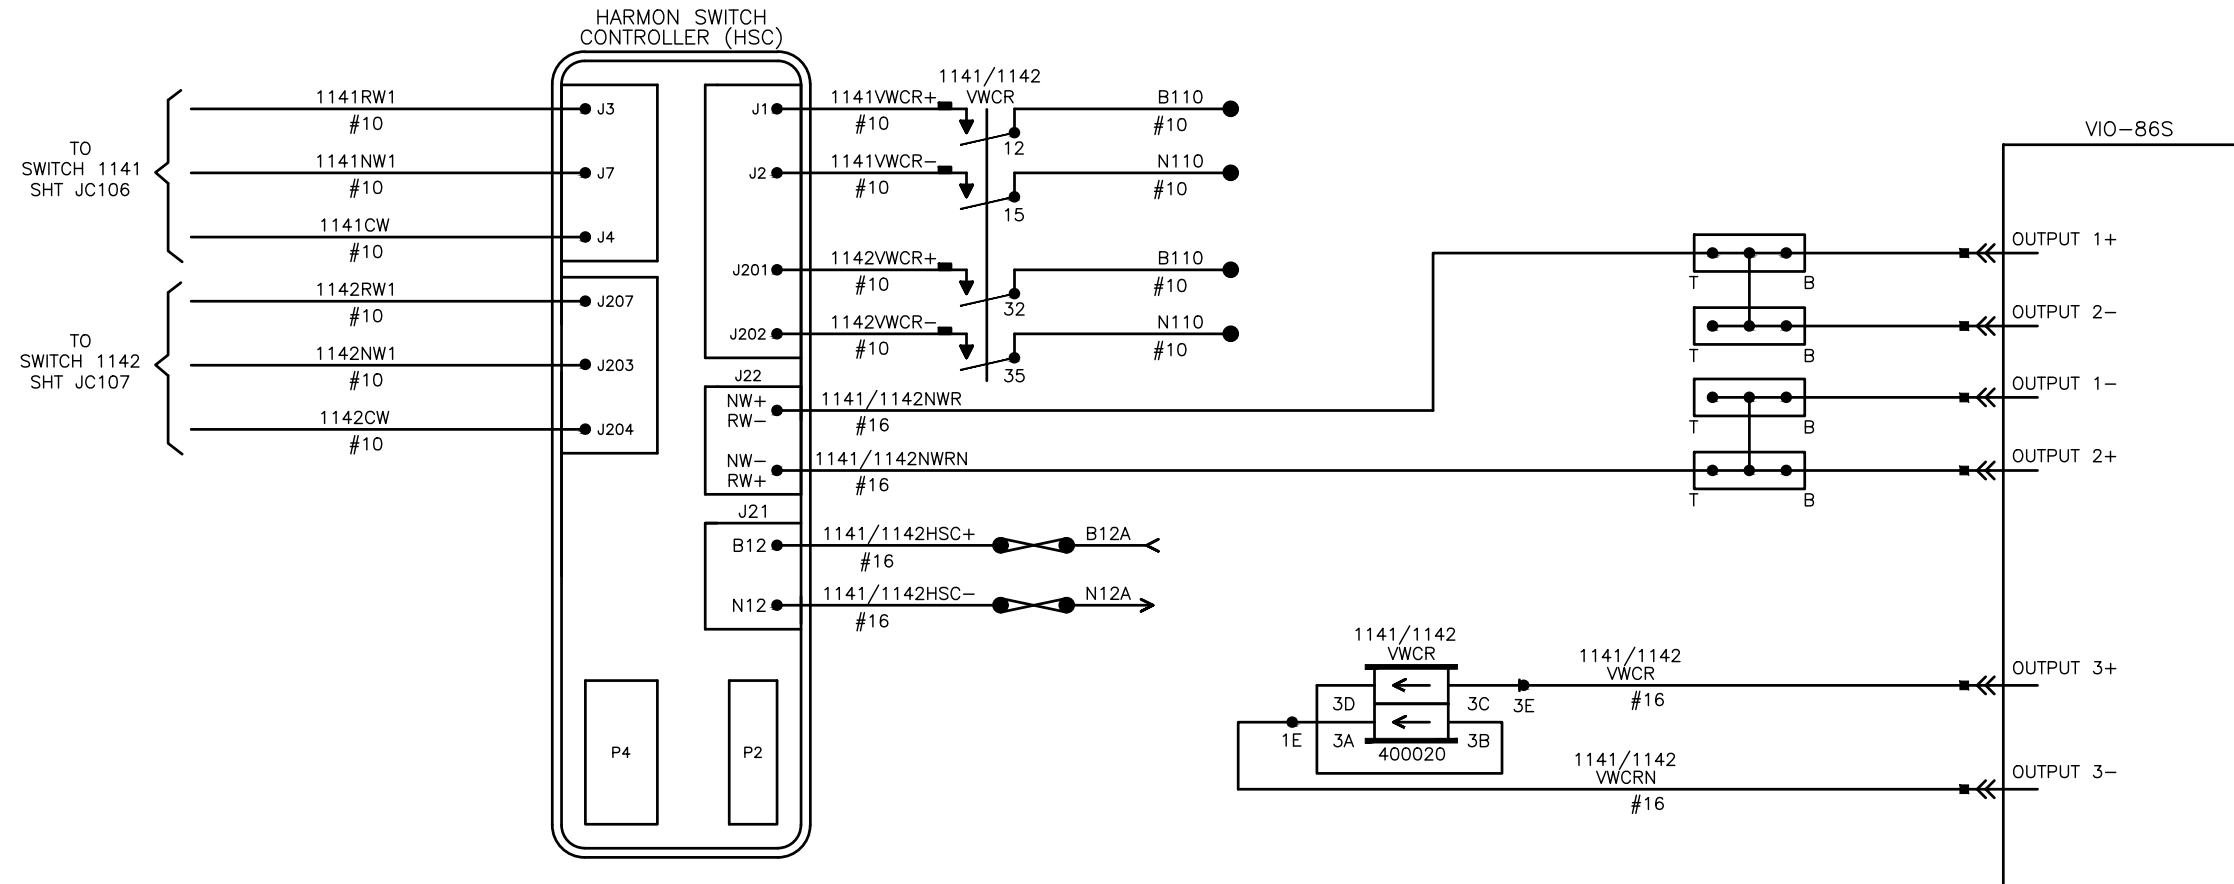 HARMON SWITCH
CONTROLLER (HSC)
TO
SWITCH 1141
SHT JC106
1141RW1
#10
1141NW1
#10
1141CW
#10
TO
SWITCH 1142
SHT JC107
1142RW1
#10
1142NW1
#10
1142CW
#10
J3
J7
J4
J207
J203
J204
J1
J2
J201
J202
J22
NW+
RW-
NW-
RW+
J21
B12
N12
P4
P2
1141VWCR+
#10
1141VWCR-
#10
1142VWCR+
#10
1142VWCR-
#10
1141/1142
VWCR
12
15
32
35
B110
#10
N110
#10
B110
#10
N110
#10
1141/1142NWR
#16
1141/1142NWRN
#16
1141/1142HSC+
#16
B12A
1141/1142HSC-
#16
N12A
T
B
T
B
T
B
T
B
VIO-86S
OUTPUT 1+
OUTPUT 2-
OUTPUT 1-
OUTPUT 2+
OUTPUT 3+
OUTPUT 3-
1141/1142
VWCR
3D
3C
3E
1E
3A
3B
400020
1141/1142
VWCR
#16
1141/1142
VWCRN
#16